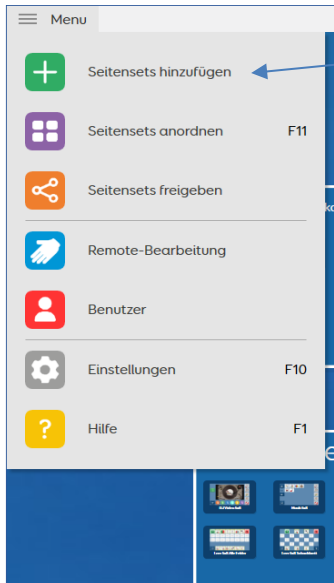 Menu
Seitensets hinzufügen
Seitensets anordnen F11
Seitensets freigeben
Remote-Bearbeitung
Benutzer
Einstellungen F10
Hilfe F1
?